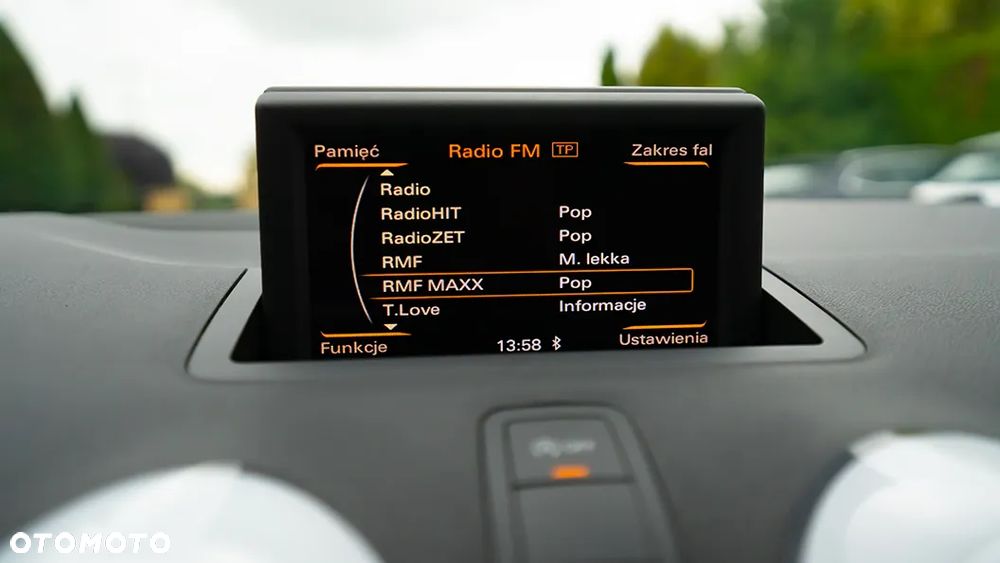 Pamięć Radio FM TP Zakres fal
Radio
RadioHIT Pop
RadioZET Pop
RMF M. lekka
RMF MAXX Pop
T.Love Informacje
Funkcje 13:58 Ustawienia
OFF
OTOMOTO